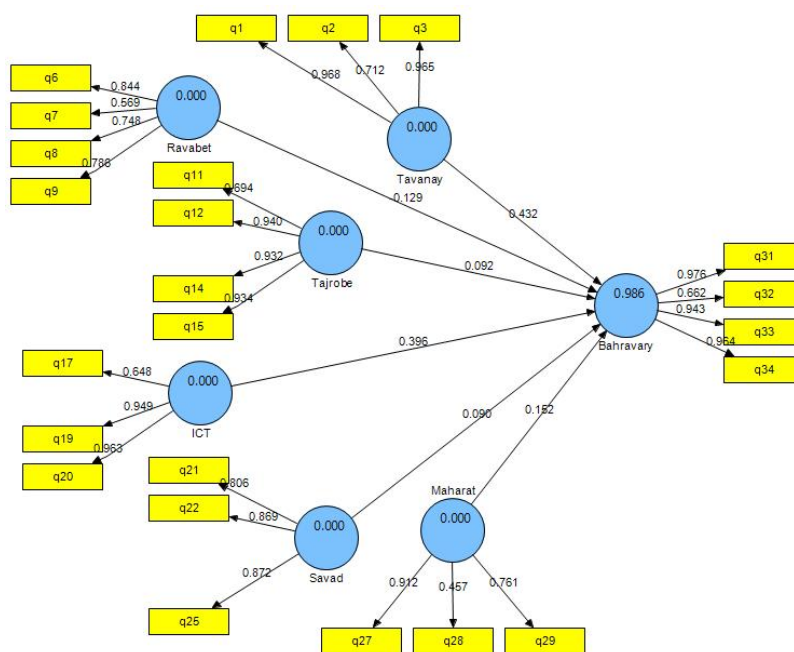 q1
q2
q3
0.968
0.712
0.965
0.000
Tavanay
q6
q7
q8
q9
0.844
0.569
0.748
0.786
0.000
Ravabet
0.129
0.432
q11
q12
q14
q15
0.694
0.940
0.932
0.934
0.000
Tajrobe
0.092
0.986
Bahravary
0.976
0.662
0.943
0.964
q31
q32
q33
q34
q17
q19
q20
0.648
0.949
0.963
0.000
ICT
0.396
q21
q22
q25
0.806
0.869
0.872
0.000
Savad
0.090
0.152
Maharat
0.000
0.912
0.457
0.761
q27
q28
q29